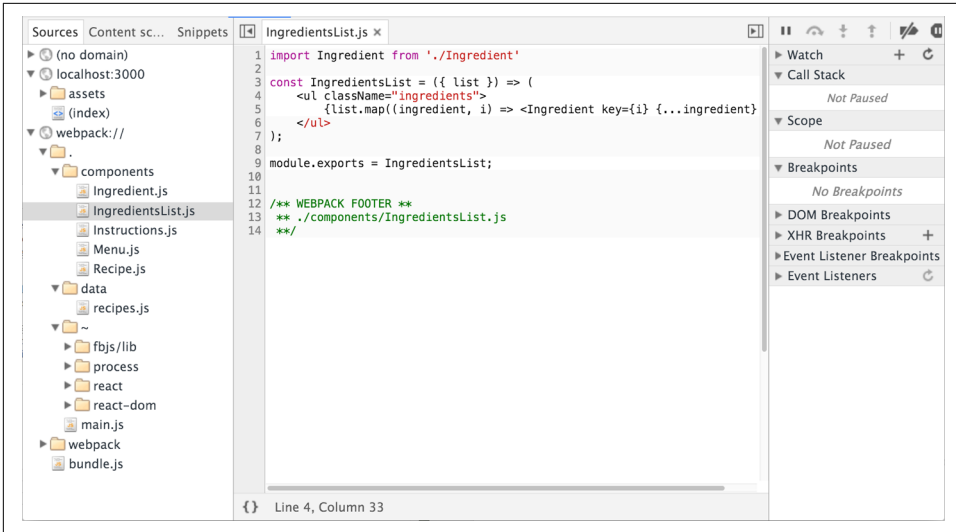 Sources Content sc... Snippets
(no domain)
localhost:3000
assets
(index)
webpack://
.
components
Ingredient.js
IngredientsList.js
Instructions.js
Menu.js
Recipe.js
data
recipes.js
~
fbjs/lib
process
react
react-dom
main.js
webpack
bundle.js
IngredientsList.js ×
1 import Ingredient from './Ingredient'
2
3 const IngredientsList = ({ list }) => (
4     <ul className="ingredients">
5         {list.map((ingredient, i) => <Ingredient key={i} {...ingredient}
6     </ul>
7 );
8
9 module.exports = IngredientsList;
10
11
12 /** WEBPACK FOOTER **
13  ** ./components/IngredientsList.js
14  **/
{} Line 4, Column 33
Watch +
Call Stack
Not Paused
Scope
Not Paused
Breakpoints
No Breakpoints
DOM Breakpoints
XHR Breakpoints +
Event Listener Breakpoints
Event Listeners